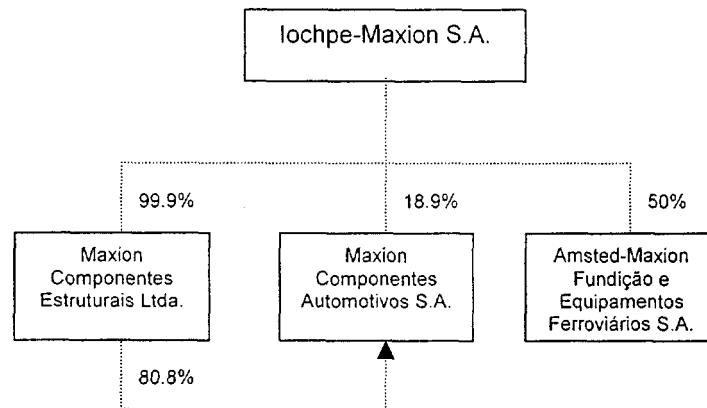 Iochpe-Maxion S.A.
99.9%
18.9%
50%
Maxion
Componentes
Estruturais Ltda.
Maxion
Componentes
Automotivos S.A.
Amsted-Maxion
Fundição e
Equipamentos
Ferroviários S.A.
80.8%